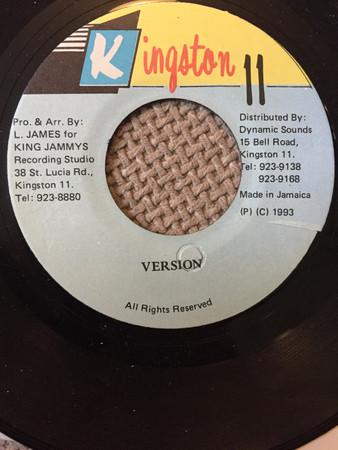 Kingston 11
Pro. & Arr. By:
L. JAMES for
KING JAMMYS
Recording Studio
38 St. Lucia Rd.,
Kingston 11.
Tel: 923-8880
Distributed By:
Dynamic Sounds
15 Bell Road,
Kingston 11.
Tel: 923-9138
923-9168
Made in Jamaica
(P) (C) 1993
VERSION
All Rights Reserved